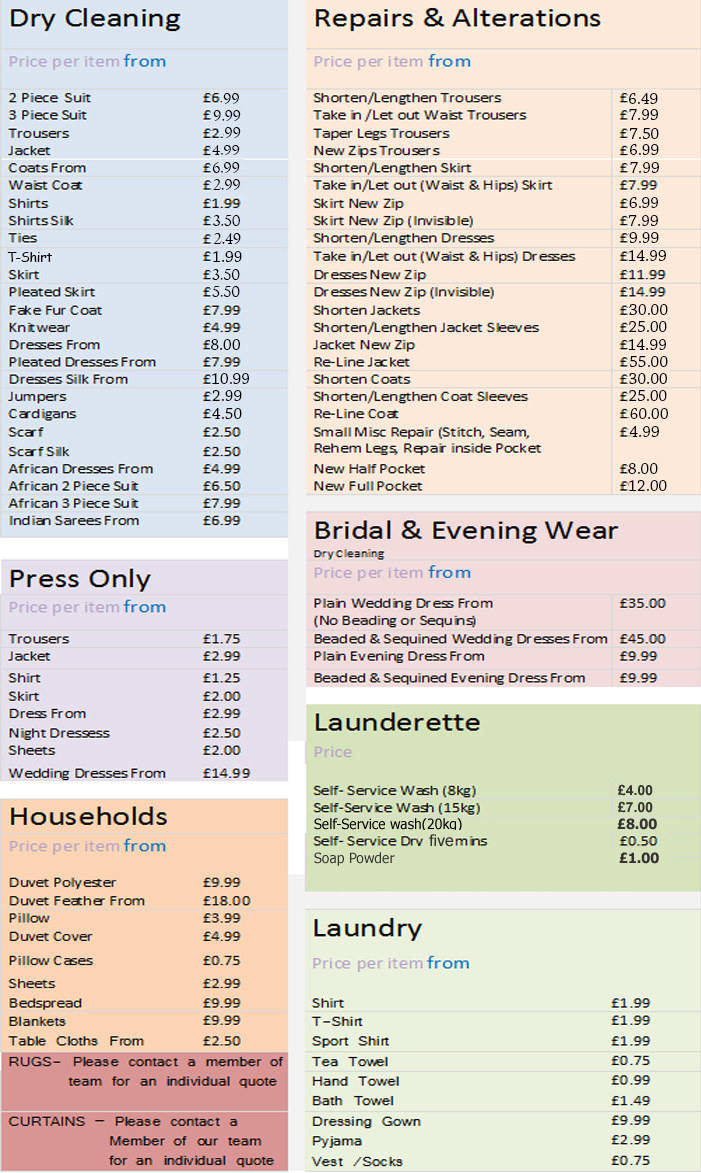 Dry Cleaning
Price per item from
2 Piece Suit £6.99
3 Piece Suit £9.99
Trousers £2.99
Jacket £4.99
Coats From £6.99
Waist Coat £2.99
Shirts £1.99
Shirts Silk £3.50
Ties £2.49
T-Shirt £1.99
Skirt £3.50
Pleated Skirt £5.50
Fake Fur Coat £7.99
Knitwear £4.99
Dresses From £8.00
Pleated Dresses From £7.99
Dresses Silk From £10.99
Jumpers £2.99
Cardigans £4.50
Scarf £2.50
Scarf Silk £2.50
African Dresses From £4.99
African 2 Piece Suit £6.50
African 3 Piece Suit £7.99
Indian Sarees From £6.99
Press Only
Price per item from
Trousers £1.75
Jacket £2.99
Shirt £1.25
Skirt £2.00
Dress From £2.99
Night Dressess £2.50
Sheets £2.00
Wedding Dresses From £14.99
Households
Price per item from
Duvet Polyester £9.99
Duvet Feather From £18.00
Pillow £3.99
Duvet Cover £4.99
Pillow Cases £0.75
Sheets £2.99
Bedspread £9.99
Blankets £9.99
Table Cloths From £2.50
RUGS– Please contact a member of
team for an individual quote
CURTAINS – Please contact a
Member of our team
for an individual quote
Repairs & Alterations
Price per item from
Shorten/Lengthen Trousers £6.49
Take in /Let out Waist Trousers £7.99
Taper Legs Trousers £7.50
New Zips Trousers £6.99
Shorten/Lengthen Skirt £7.99
Take in/Let out (Waist & Hips) Skirt £7.99
Skirt New Zip £6.99
Skirt New Zip (Invisible) £7.99
Shorten/Lengthen Dresses £9.99
Take in/Let out (Waist & Hips) Dresses £14.99
Dresses New Zip £11.99
Dresses New Zip (Invisible) £14.99
Shorten Jackets £30.00
Shorten/Lengthen Jacket Sleeves £25.00
Jacket New Zip £14.99
Re-Line Jacket £55.00
Shorten Coats £30.00
Shorten/Lengthen Coat Sleeves £25.00
Re-Line Coat £60.00
Small Misc Repair (Stitch, Seam, £4.99
Rehem Legs, Repair inside Pocket
New Half Pocket £8.00
New Full Pocket £12.00
Bridal & Evening Wear
Dry Cleaning
Price per item from
Plain Wedding Dress From £35.00
(No Beading or Sequins)
Beaded & Sequined Wedding Dresses From £45.00
Plain Evening Dress From £9.99
Beaded & Sequined Evening Dress From £9.99
Launderette
Price
Self- Service Wash (8kg) £4.00
Self-Service Wash (15kg) £7.00
Self-Service wash(20kg) £8.00
Self- Service Dry fivemins £0.50
Soap Powder £1.00
Laundry
Price per item from
Shirt £1.99
T-Shirt £1.99
Sport Shirt £1.99
Tea Towel £0.75
Hand Towel £0.99
Bath Towel £1.49
Dressing Gown £9.99
Pyjama £2.99
Vest /Socks £0.75